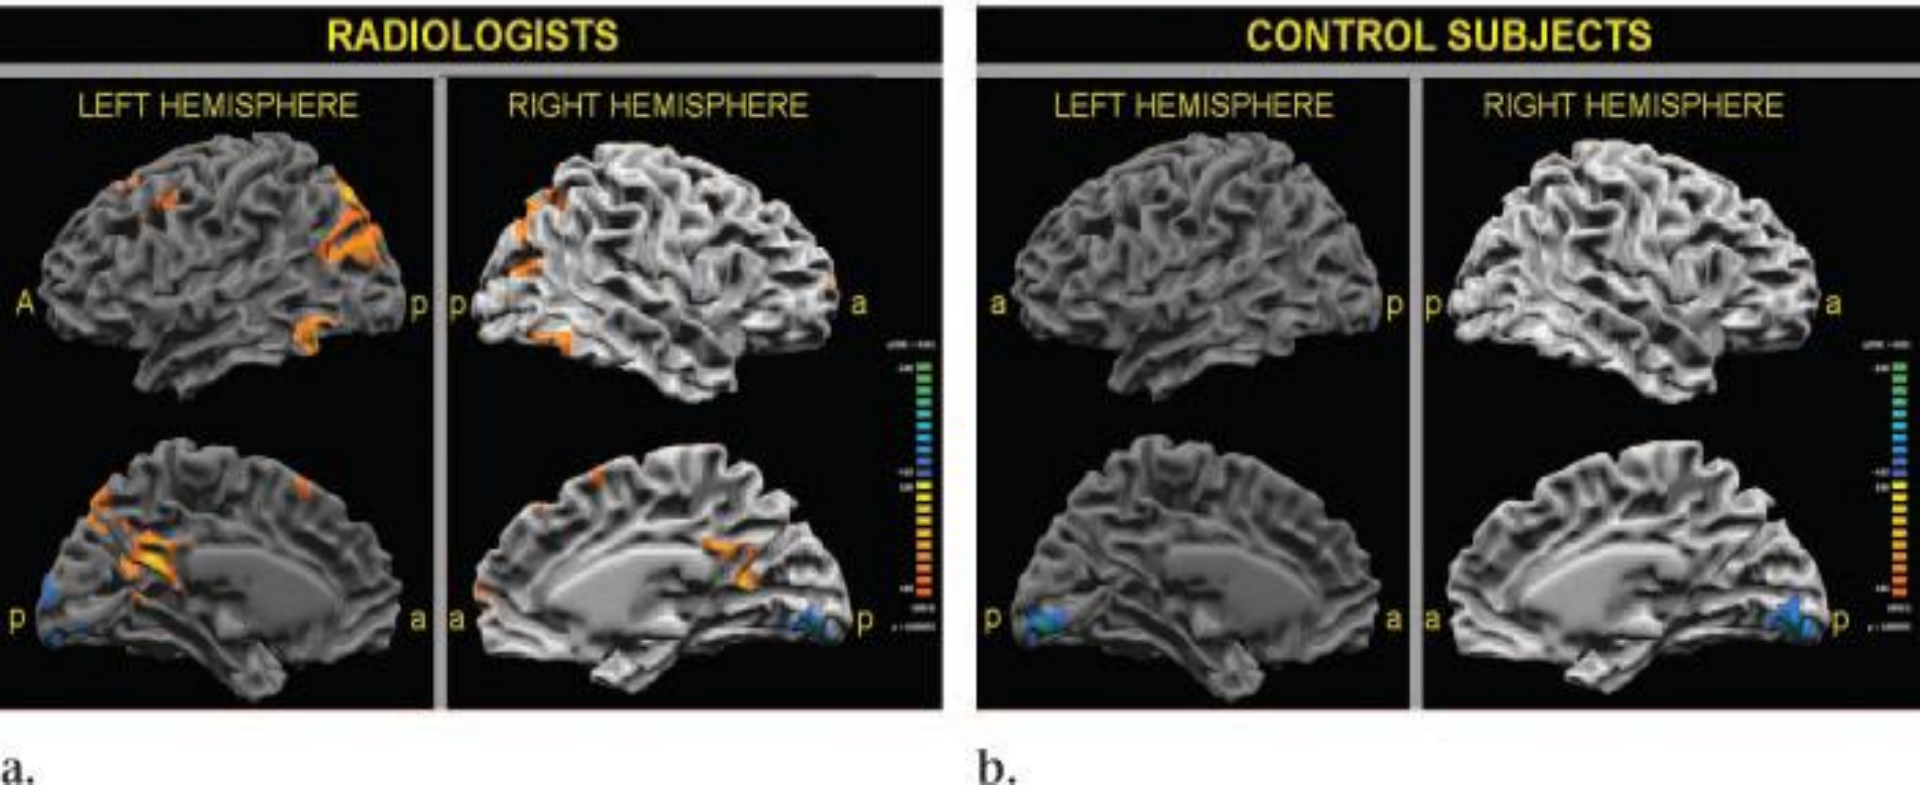 RADIOLOGISTS
LEFT HEMISPHERE
RIGHT HEMISPHERE
A
p
p
a
p
a
a
p
a.
CONTROL SUBJECTS
LEFT HEMISPHERE
RIGHT HEMISPHERE
a
p
p
a
p
a
a
p
b.